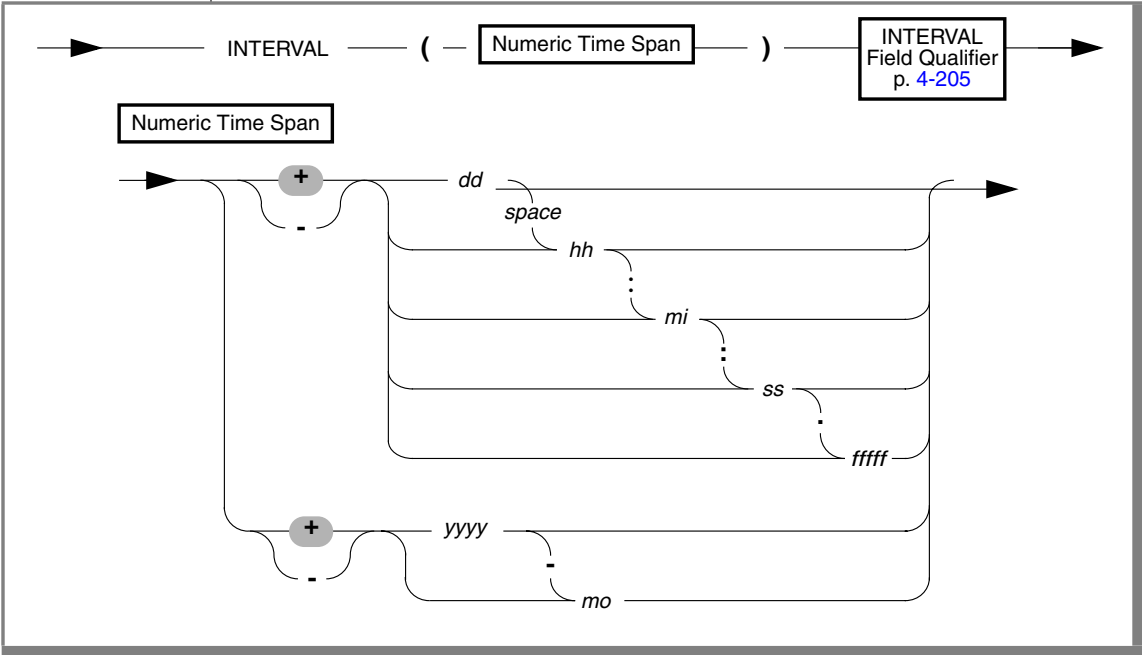 INTERVAL ( Numeric Time Span ) INTERVAL
Field Qualifier
p. 4-205
Numeric Time Span
+ dd
-
space
hh
:
mi
:
ss
.
fffff
+ yyyy
-
-
mo